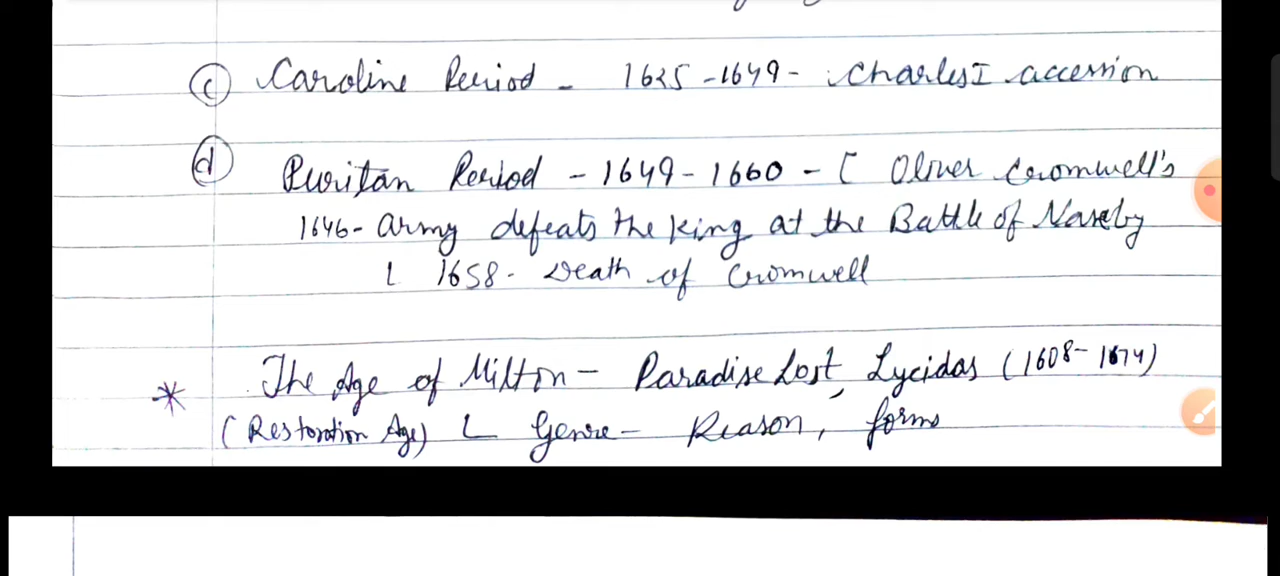 (c) Caroline Period - 1625 - 1649 - Charles I accession
(d) Puritan Period - 1649 - 1660 - [ Oliver Cromwell's
1646 - Army defeats the king at the Battle of Naseby
L 1658 - Death of Cromwell
* The Age of Milton - Paradise Lost, Lycidas (1608 - 1674)
(Restoration Age) L Genre - Reason, forms